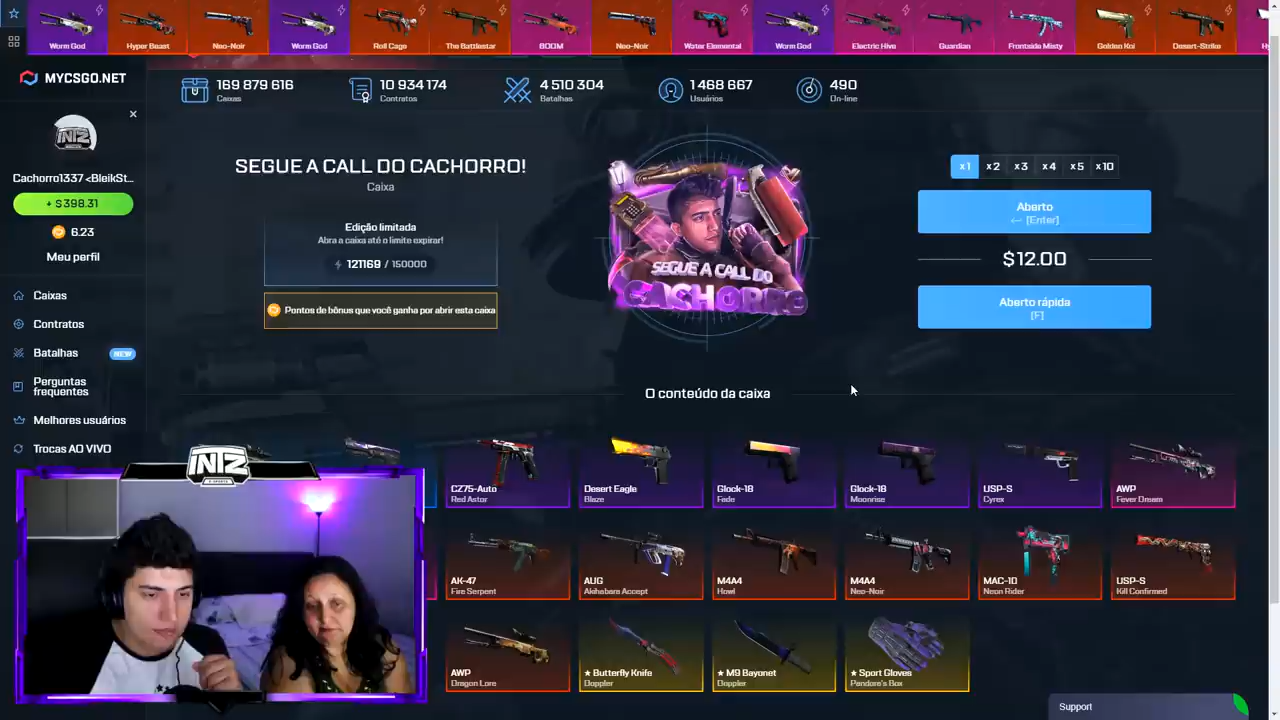 Worm God
Hyper Beast
Neo-Noir
Worm God
Roll Cage
The Battlestar
BOOM
Neo-Noir
Water Elemental
Worm God
Electric Hive
Guardian
Frontside Misty
Golden Koi
Desert-Strike
MYCSGO.NET
169 879 616
Caixas
10 934 174
Contratos
4 510 304
Batalhas
1 468 667
Usuários
490
On-line
Cachorro1337 <BleikSt...
+ $398.31
6.23
Meu perfil
Caixas
Contratos
Batalhas
NEW
Perguntas
frequentes
Melhores usuários
Trocas AO VIVO
SEGUE A CALL DO CACHORRO!
Caixa
Edição limitada
Abra a caixa até o limite expirar!
121169 / 150000
Pontos de bônus que você ganha por abrir esta caixa
SEGUE A CALL DO
CACHORRO
x1 x2 x3 x4 x5 x10
Aberto
[Enter]
$12.00
Aberto rápida
[F]
O conteúdo da caixa
CZ75-Auto
Red Astor
Desert Eagle
Blaze
Glock-18
Fade
Glock-18
Moonrise
USP-S
Cyrex
AWP
Fever Dream
AK-47
Fire Serpent
AUG
Akihabara Accept
M4A4
Howl
M4A4
Neo-Noir
MAC-10
Neon Rider
USP-S
Kill Confirmed
AWP
Dragon Lore
★ Butterfly Knife
Doppler
★ M9 Bayonet
Doppler
★ Sport Gloves
Pandora's Box
INTZ
E-SPORTS
Support